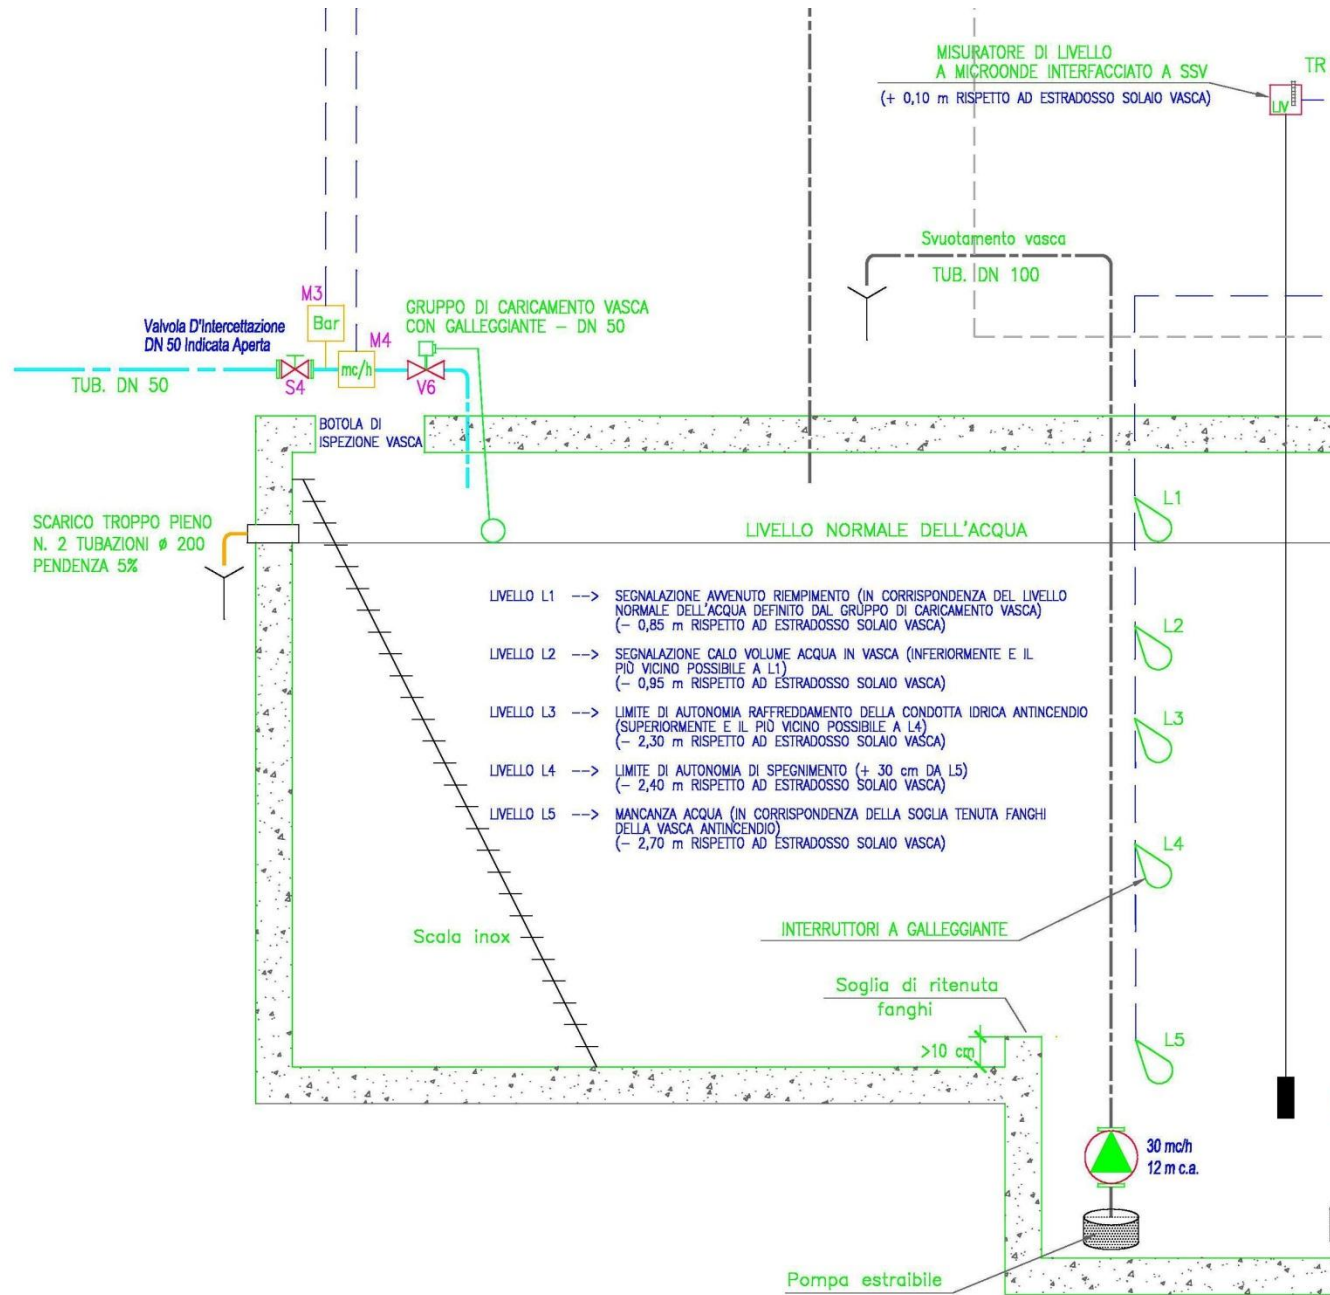 MISURATORE DI LIVELLO
A MICROONDE INTERFACCIATO A SSV
(+ 0,10 m RISPETTO AD ESTRADOSSO SOLAIO VASCA)
TR
LIV
Svuotamento vasca
TUB. DN 100
M3
Bar
GRUPPO DI CARICAMENTO VASCA
CON GALLEGGIANTE – DN 50
Valvola D'Intercettazione
DN 50 Indicata Aperta
M4
mc/h
TUB. DN 50
S4
V6
BOTOLA DI
ISPEZIONE VASCA
SCARICO TROPPO PIENO
N. 2 TUBAZIONI ø 200
PENDENZA 5%
LIVELLO NORMALE DELL'ACQUA
L1
LIVELLO L1 --> SEGNALAZIONE AVVENUTO RIEMPIMENTO (IN CORRISPONDENZA DEL LIVELLO
NORMALE DELL'ACQUA DEFINITO DAL GRUPPO DI CARICAMENTO VASCA)
(– 0,85 m RISPETTO AD ESTRADOSSO SOLAIO VASCA)
LIVELLO L2 --> SEGNALAZIONE CALO VOLUME ACQUA IN VASCA (INFERIORMENTE E IL
PIÙ VICINO POSSIBILE A L1)
(– 0,95 m RISPETTO AD ESTRADOSSO SOLAIO VASCA)
L2
LIVELLO L3 --> LIMITE DI AUTONOMIA RAFFREDDAMENTO DELLA CONDOTTA IDRICA ANTINCENDIO
(SUPERIORMENTE E IL PIÙ VICINO POSSIBILE A L4)
(– 2,30 m RISPETTO AD ESTRADOSSO SOLAIO VASCA)
L3
LIVELLO L4 --> LIMITE DI AUTONOMIA DI SPEGNIMENTO (+ 30 cm DA L5)
(– 2,40 m RISPETTO AD ESTRADOSSO SOLAIO VASCA)
LIVELLO L5 --> MANCANZA ACQUA (IN CORRISPONDENZA DELLA SOGLIA TENUTA FANGHI
DELLA VASCA ANTINCENDIO)
(– 2,70 m RISPETTO AD ESTRADOSSO SOLAIO VASCA)
L4
INTERRUTTORI A GALLEGGIANTE
Scala inox
Soglia di ritenuta
fanghi
>10 cm
L5
30 mc/h
12 m c.a.
Pompa estraibile